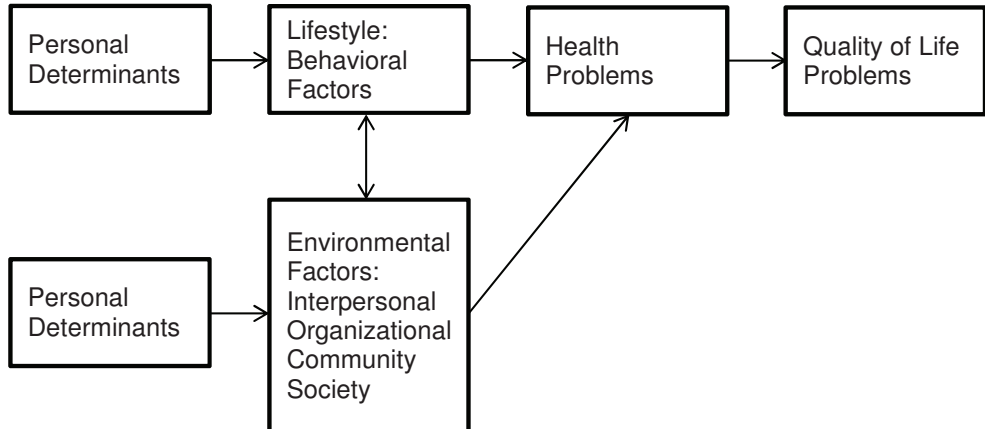 Personal
Determinants
Lifestyle:
Behavioral
Factors
Health
Problems
Quality of Life
Problems
Personal
Determinants
Environmental
Factors:
Interpersonal
Organizational
Community
Society